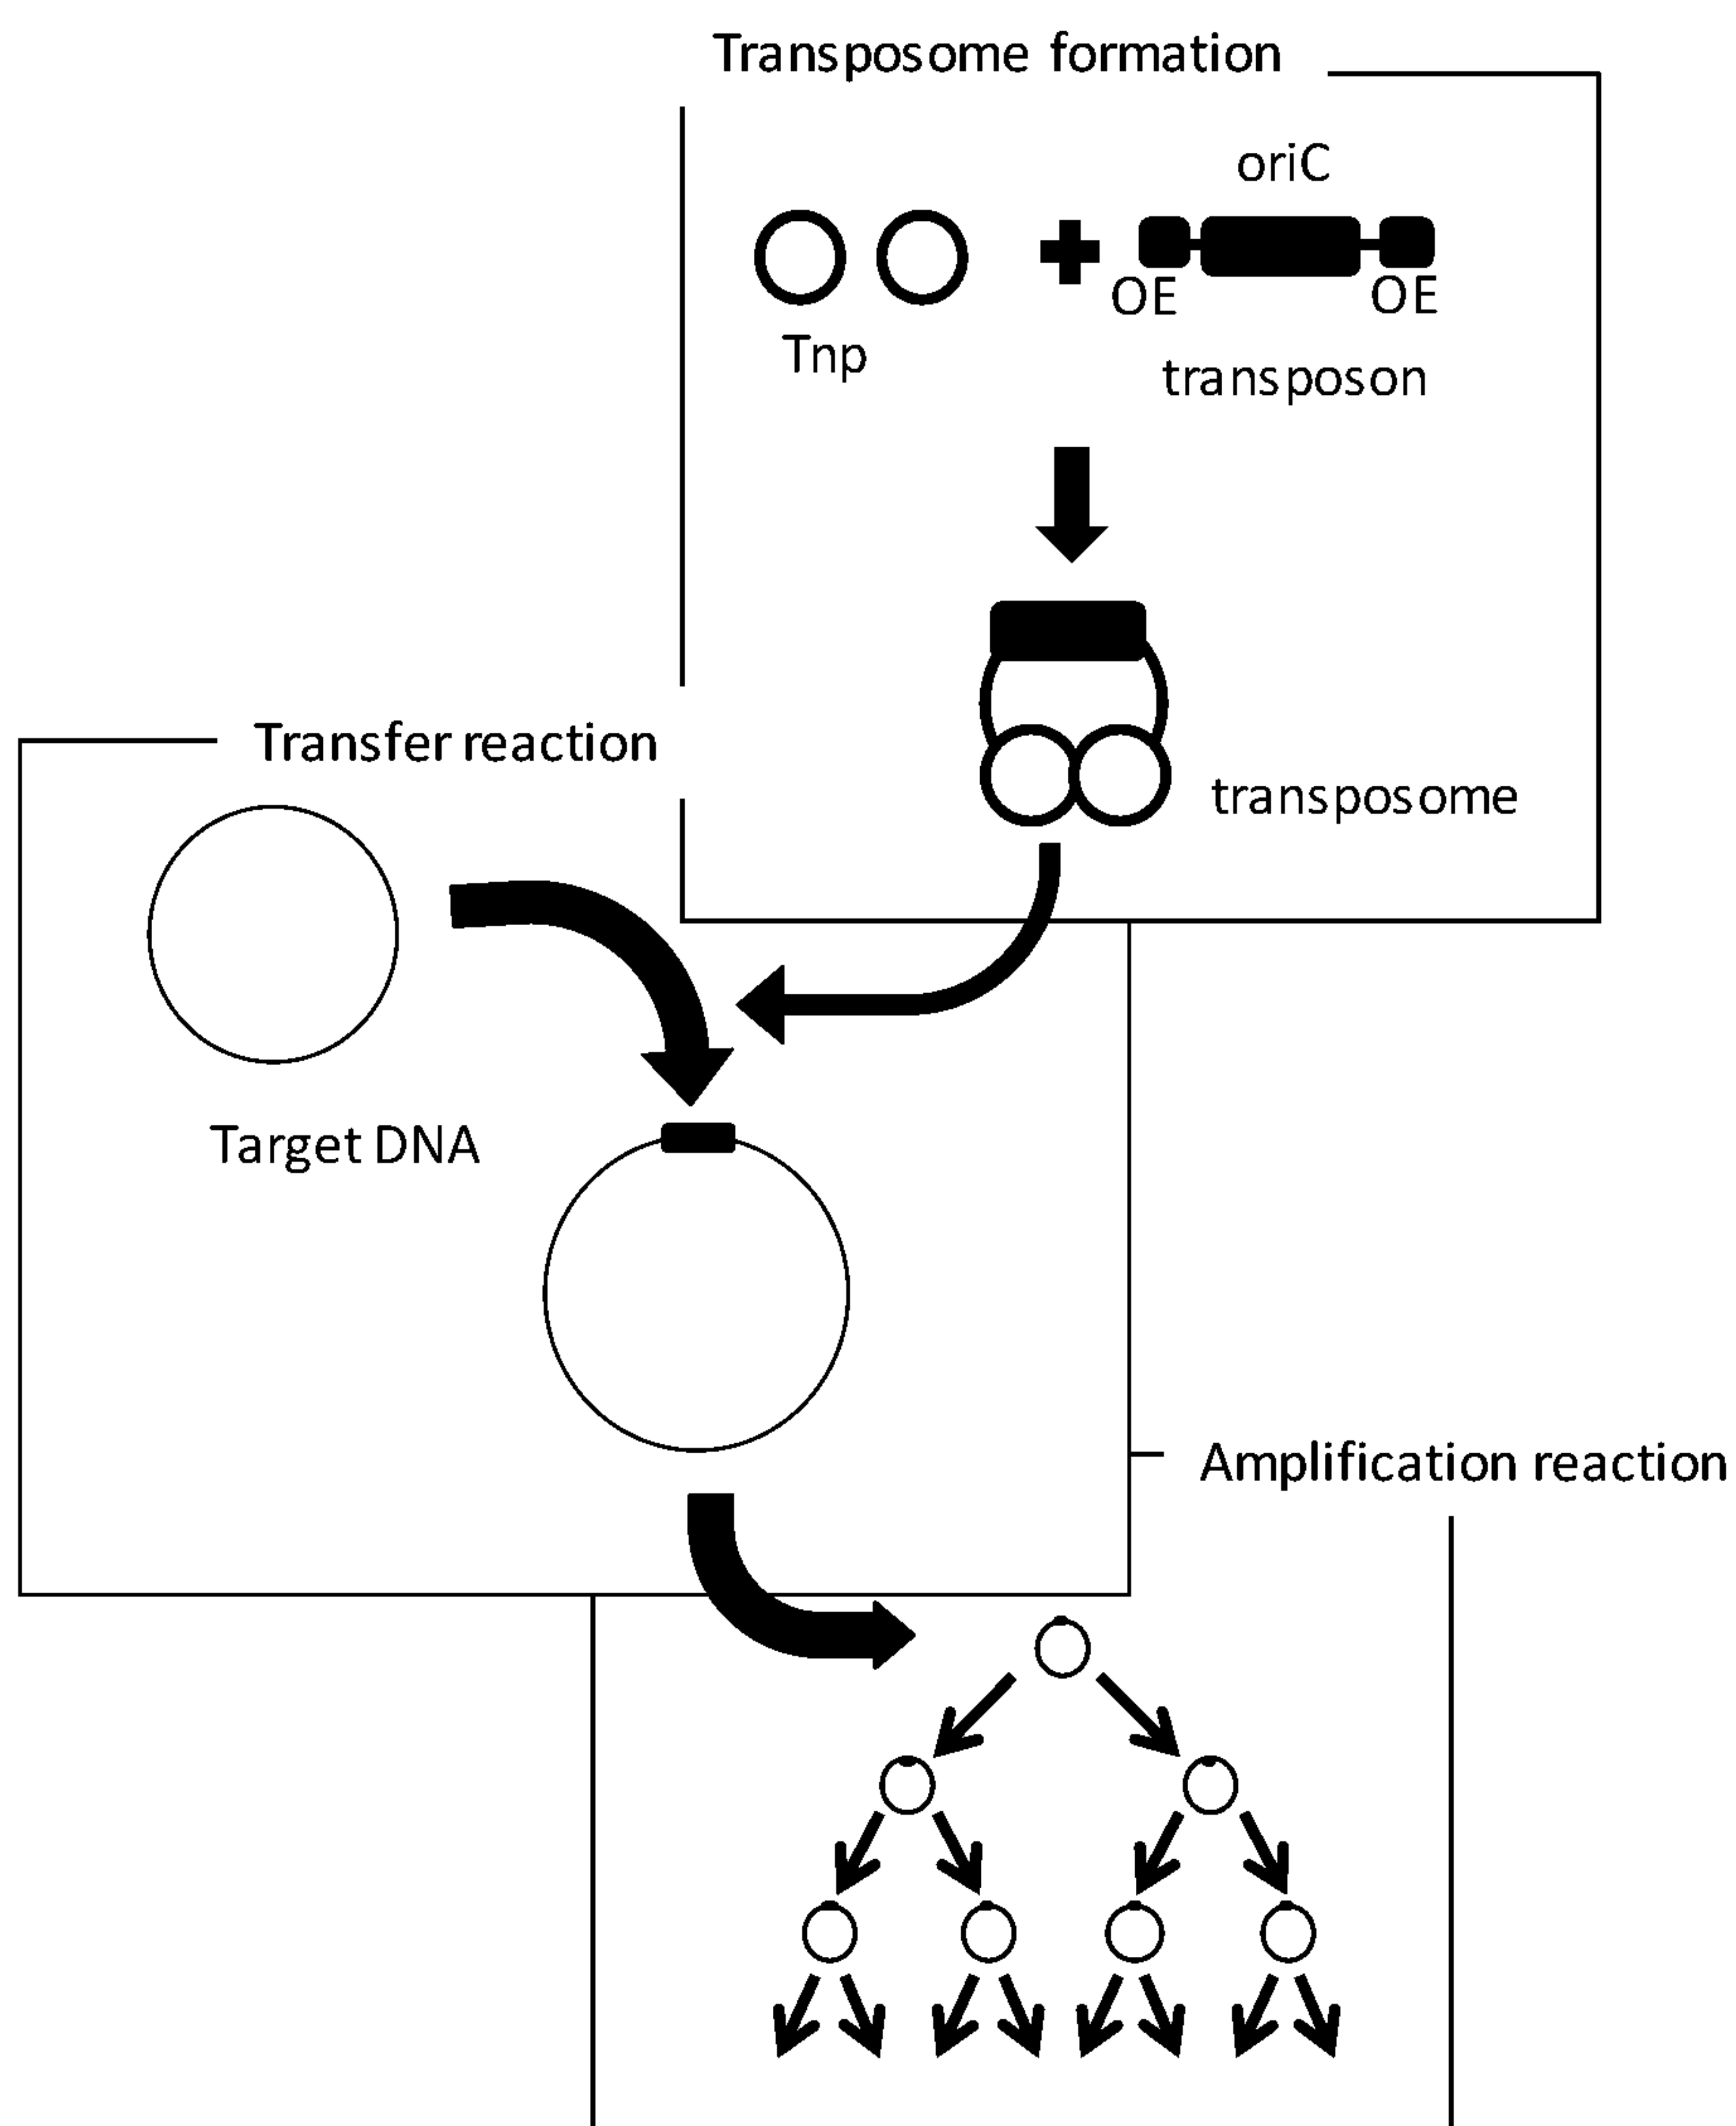 Transposome formation
oriC
OE
OE
Tnp
transposon
transposome
Transfer reaction
Target DNA
Amplification reaction